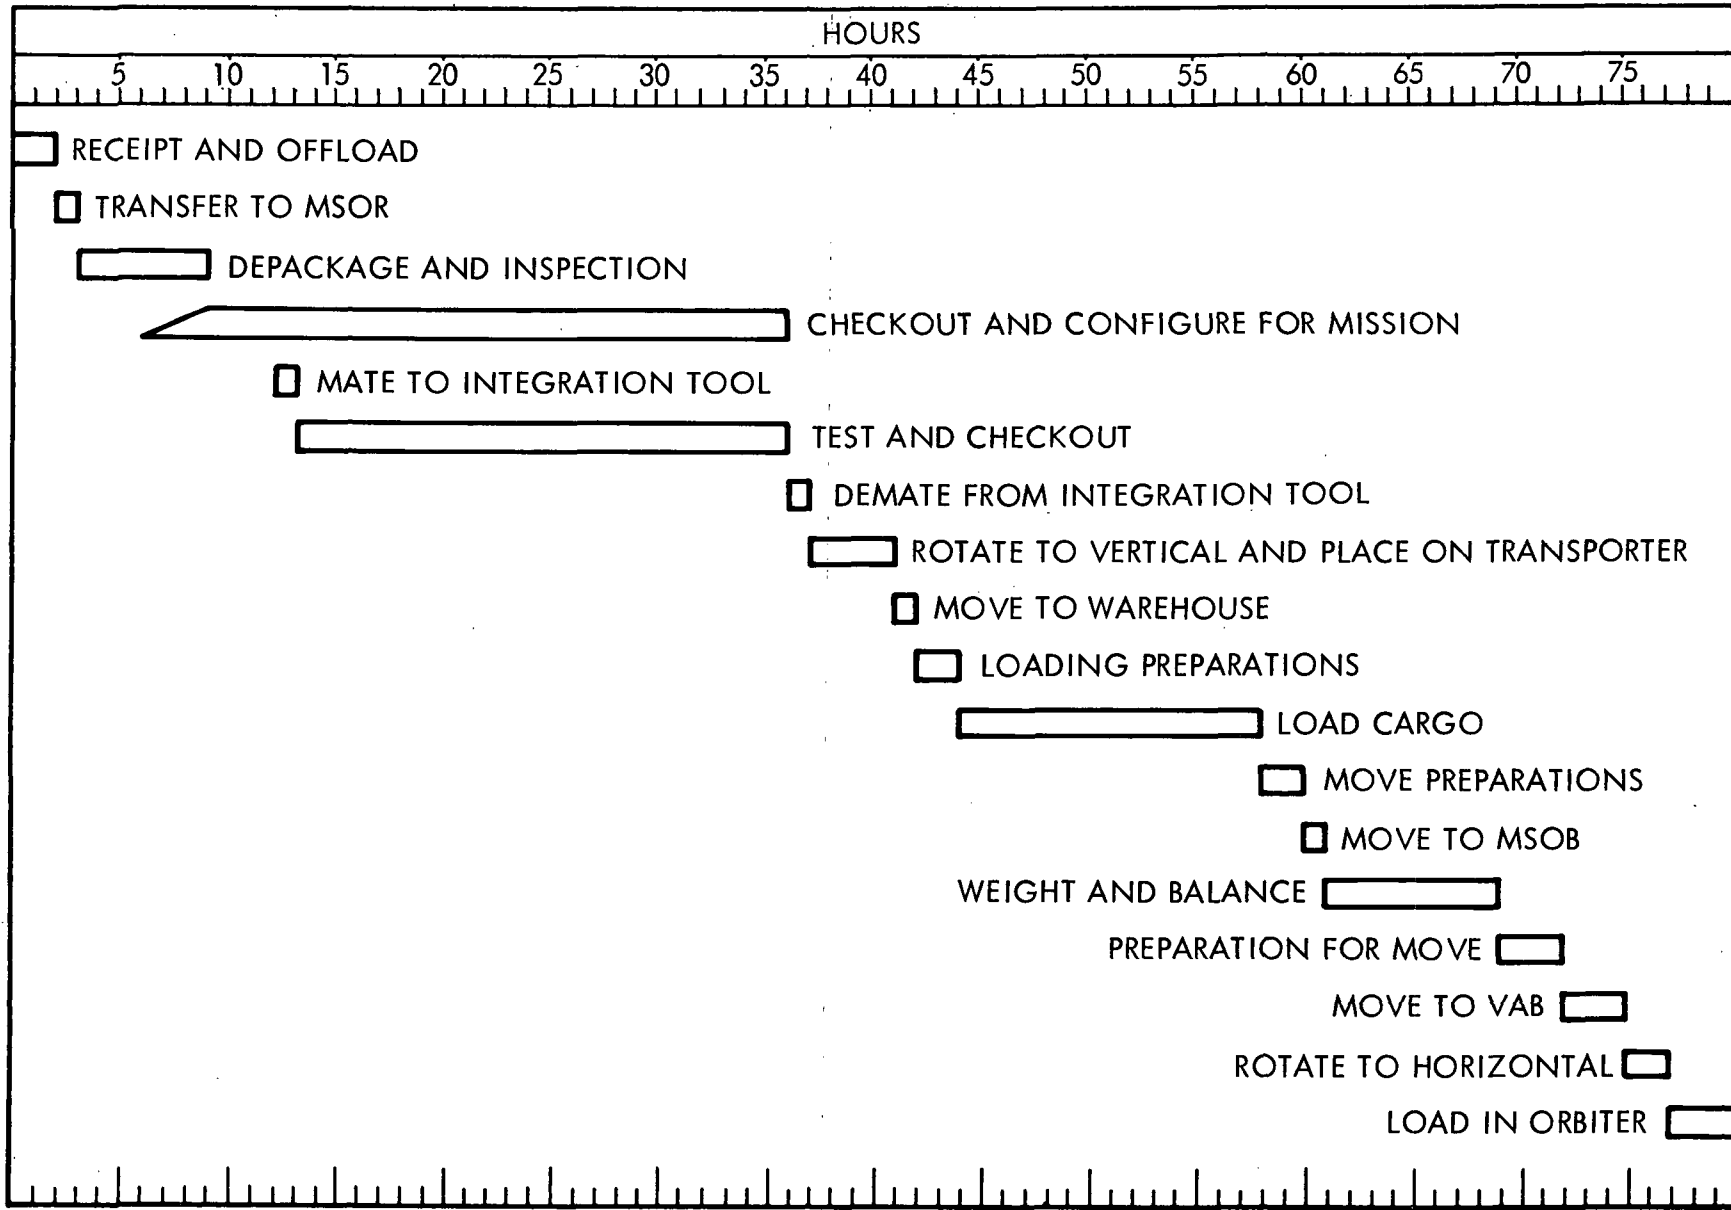 HOURS
5 10 15 20 25 30 35 40 45 50 55 60 65 70 75
RECEIPT AND OFFLOAD
TRANSFER TO MSOR
DEPACKAGE AND INSPECTION
CHECKOUT AND CONFIGURE FOR MISSION
MATE TO INTEGRATION TOOL
TEST AND CHECKOUT
DEMATE FROM INTEGRATION TOOL
ROTATE TO VERTICAL AND PLACE ON TRANSPORTER
MOVE TO WAREHOUSE
LOADING PREPARATIONS
LOAD CARGO
MOVE PREPARATIONS
MOVE TO MSOB
WEIGHT AND BALANCE
PREPARATION FOR MOVE
MOVE TO VAB
ROTATE TO HORIZONTAL
LOAD IN ORBITER